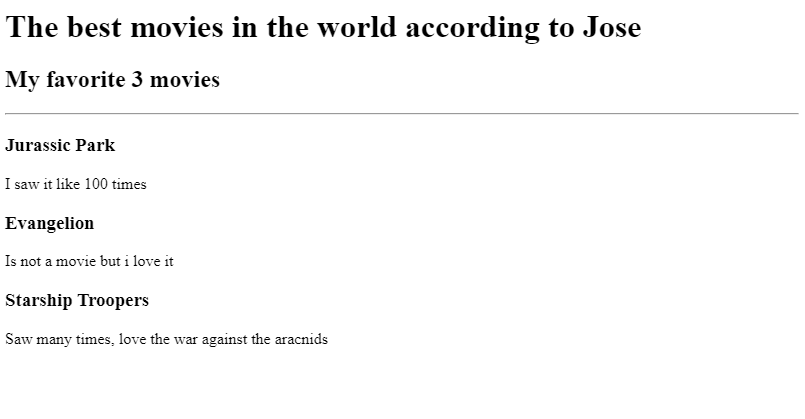 The best movies in the world according to Jose
My favorite 3 movies
Jurassic Park
I saw it like 100 times
Evangelion
Is not a movie but i love it
Starship Troopers
Saw many times, love the war against the aracnids